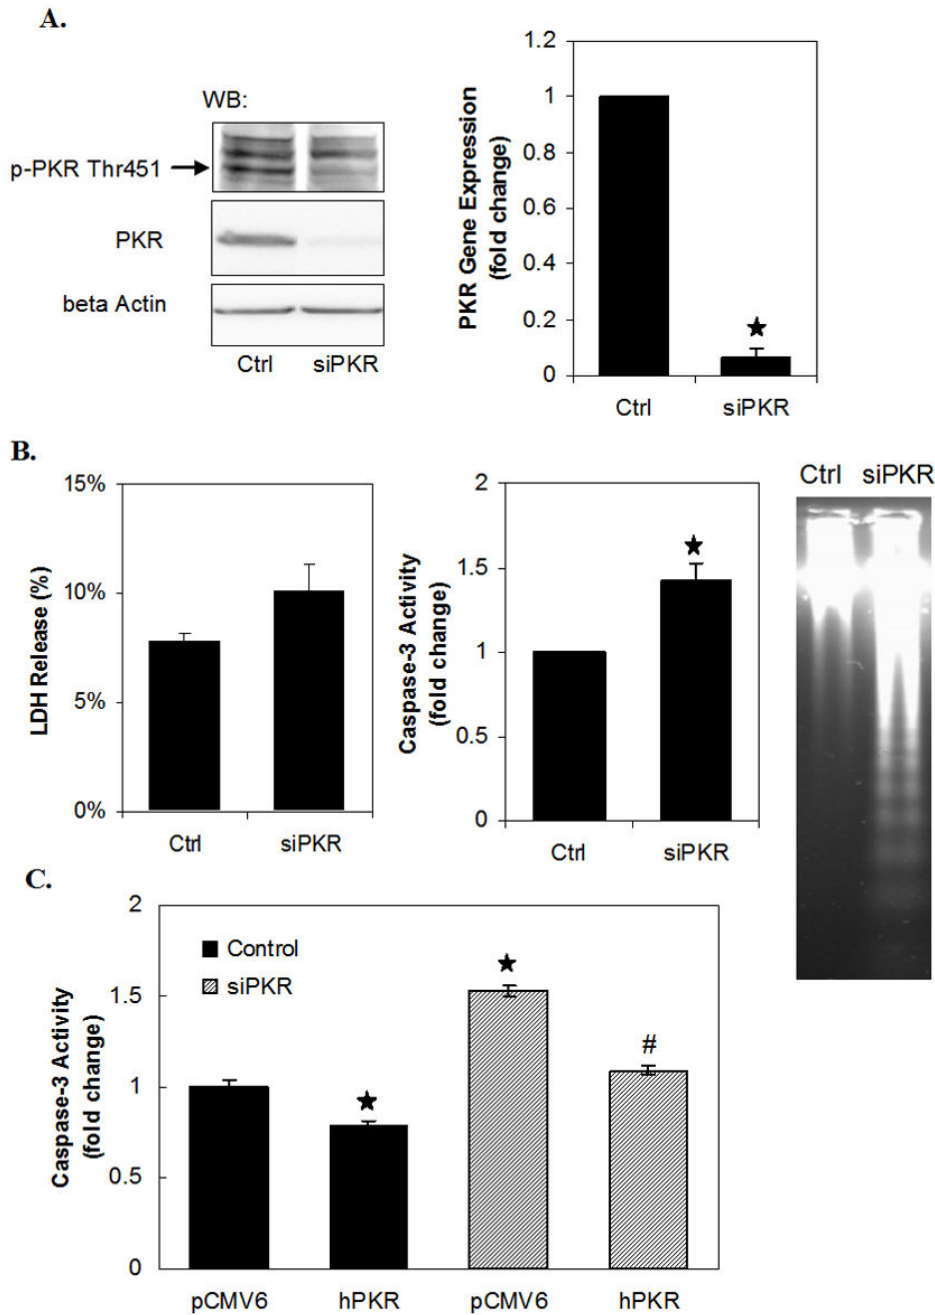 A.
WB:
p-PKR Thr451
PKR
beta Actin
Ctrl siPKR
PKR Gene Expression
(fold change)
1.2
1
0.8
0.6
0.4
0.2
0
★
Ctrl siPKR
B.
LDH Release (%)
15%
10%
5%
0%
Ctrl siPKR
Caspase-3 Activity
(fold change)
2
1.5
1
0.5
0
★
Ctrl siPKR
Ctrl siPKR
C.
Caspase-3 Activity
(fold change)
2
1.5
1
0.5
0
Control
siPKR
★
★
#
pCMV6 hPKR pCMV6 hPKR